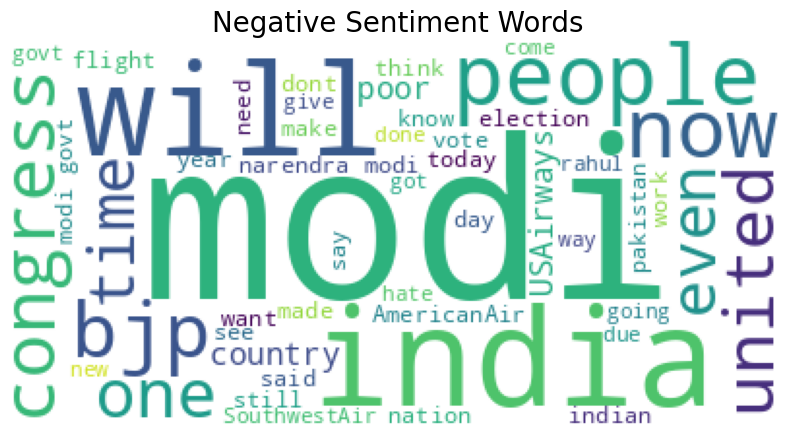 Negative Sentiment Words
govt
flight
will
need
dont
give
make
think
poor
come
people
know
done
vote
election
now
congress
modi govt
time
year
narendra modi
today
got
USAirways
rahul
way
pakistan
work
even
united
modi
say
day
hate
bjp
want
see
made
AmericanAir
india
going
due
country
new
one
said
still
SouthwestAir
nation
indian